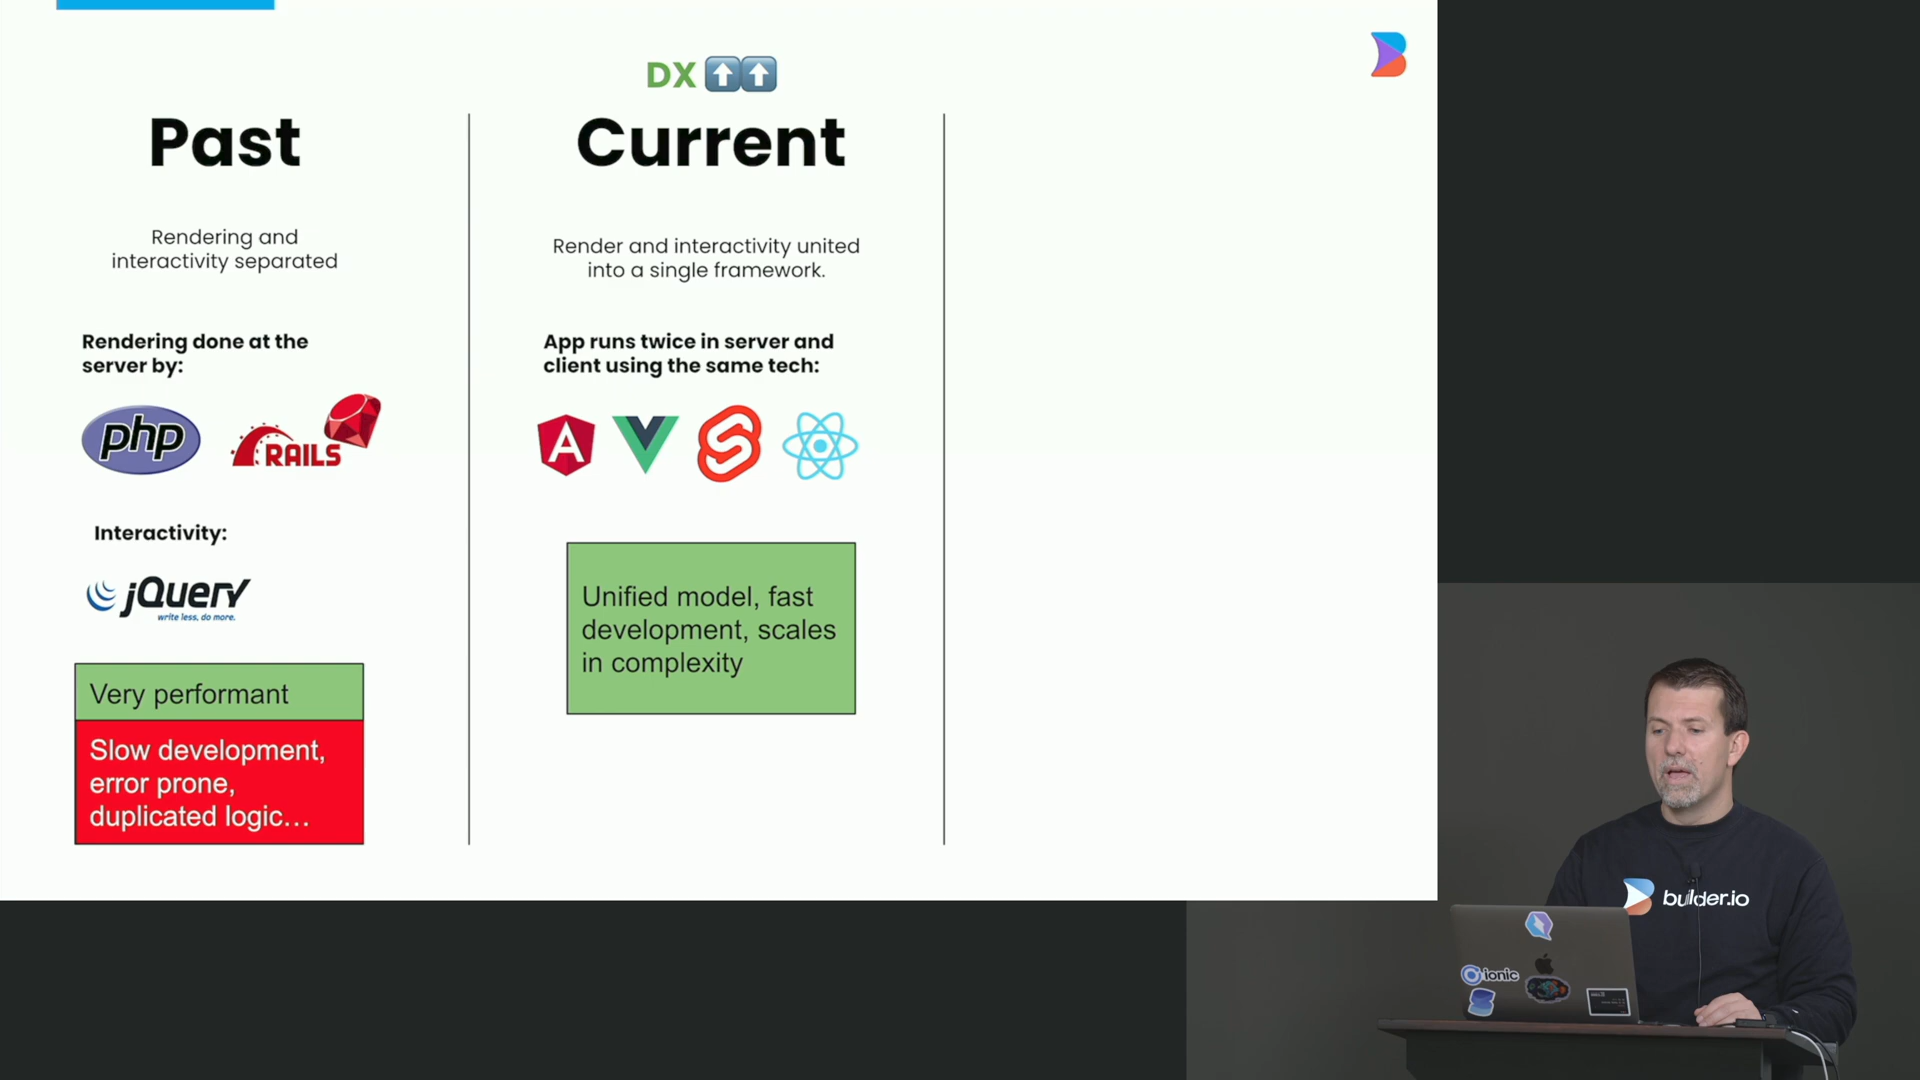 DX
Past
Rendering and
interactivity separated
Rendering done at the
server by:
php
RAILS
Interactivity:
jQuery
write less, do more.
Very performant
Slow development,
error prone,
duplicated logic...
Current
Render and interactivity united
into a single framework.
App runs twice in server and
client using the same tech:
A
Unified model, fast
development, scales
in complexity
builder.io
ionic